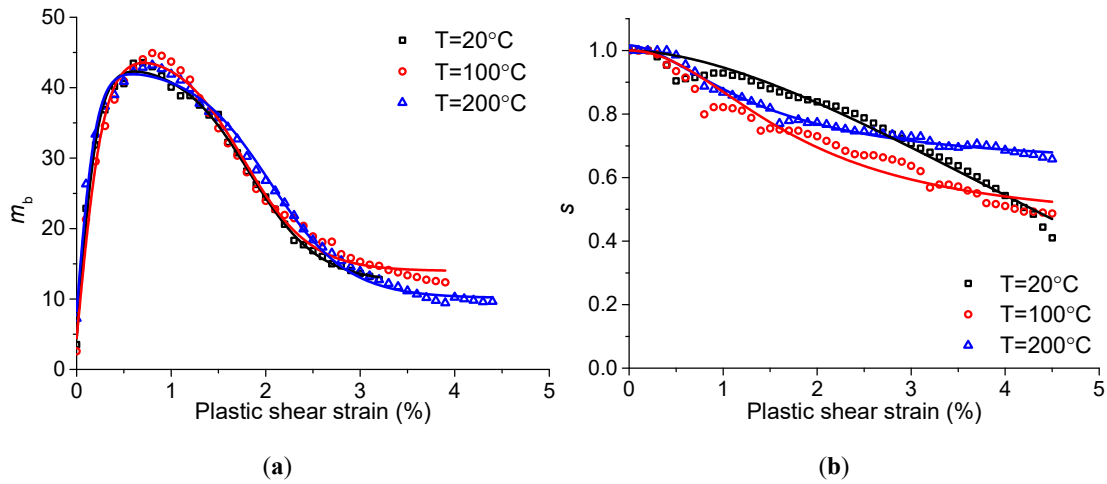 50
40
30
20
10
0
m_b
T=20°C
T=100°C
T=200°C
0 1 2 3 4 5
Plastic shear strain (%)
(a)
1.0
0.8
0.6
0.4
0.2
0.0
s
T=20°C
T=100°C
T=200°C
0 1 2 3 4 5
Plastic shear strain (%)
(b)